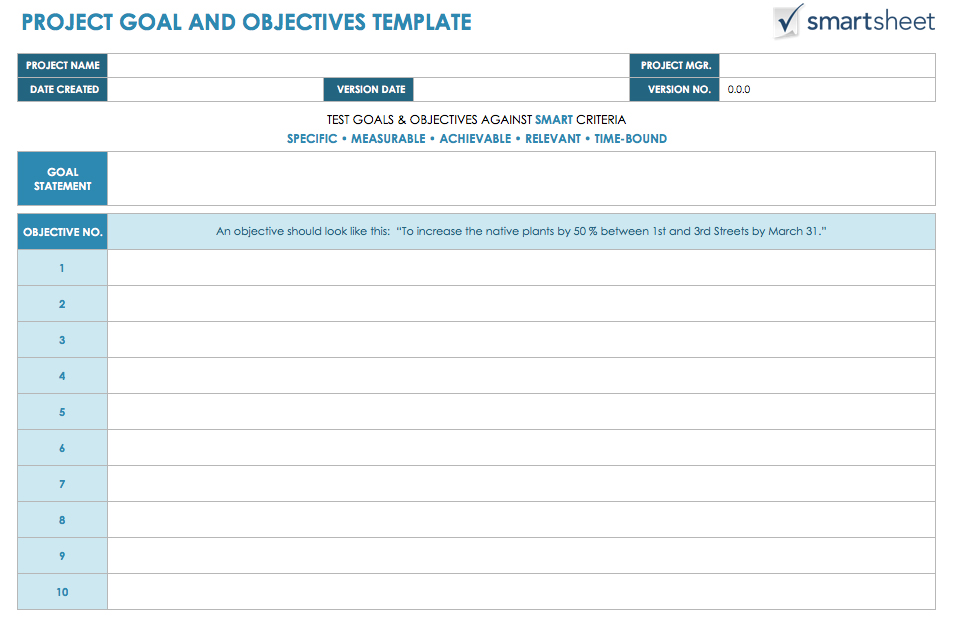 PROJECT GOAL AND OBJECTIVES TEMPLATE
smartsheet
PROJECT NAME
PROJECT MGR.
DATE CREATED
VERSION DATE
VERSION NO.
0.0.0
TEST GOALS & OBJECTIVES AGAINST SMART CRITERIA
SPECIFIC • MEASURABLE • ACHIEVABLE • RELEVANT • TIME-BOUND
GOAL
STATEMENT
OBJECTIVE NO.
An objective should look like this:  “To increase the native plants by 50 % between 1st and 3rd Streets by March 31.”
1
2
3
4
5
6
7
8
9
10